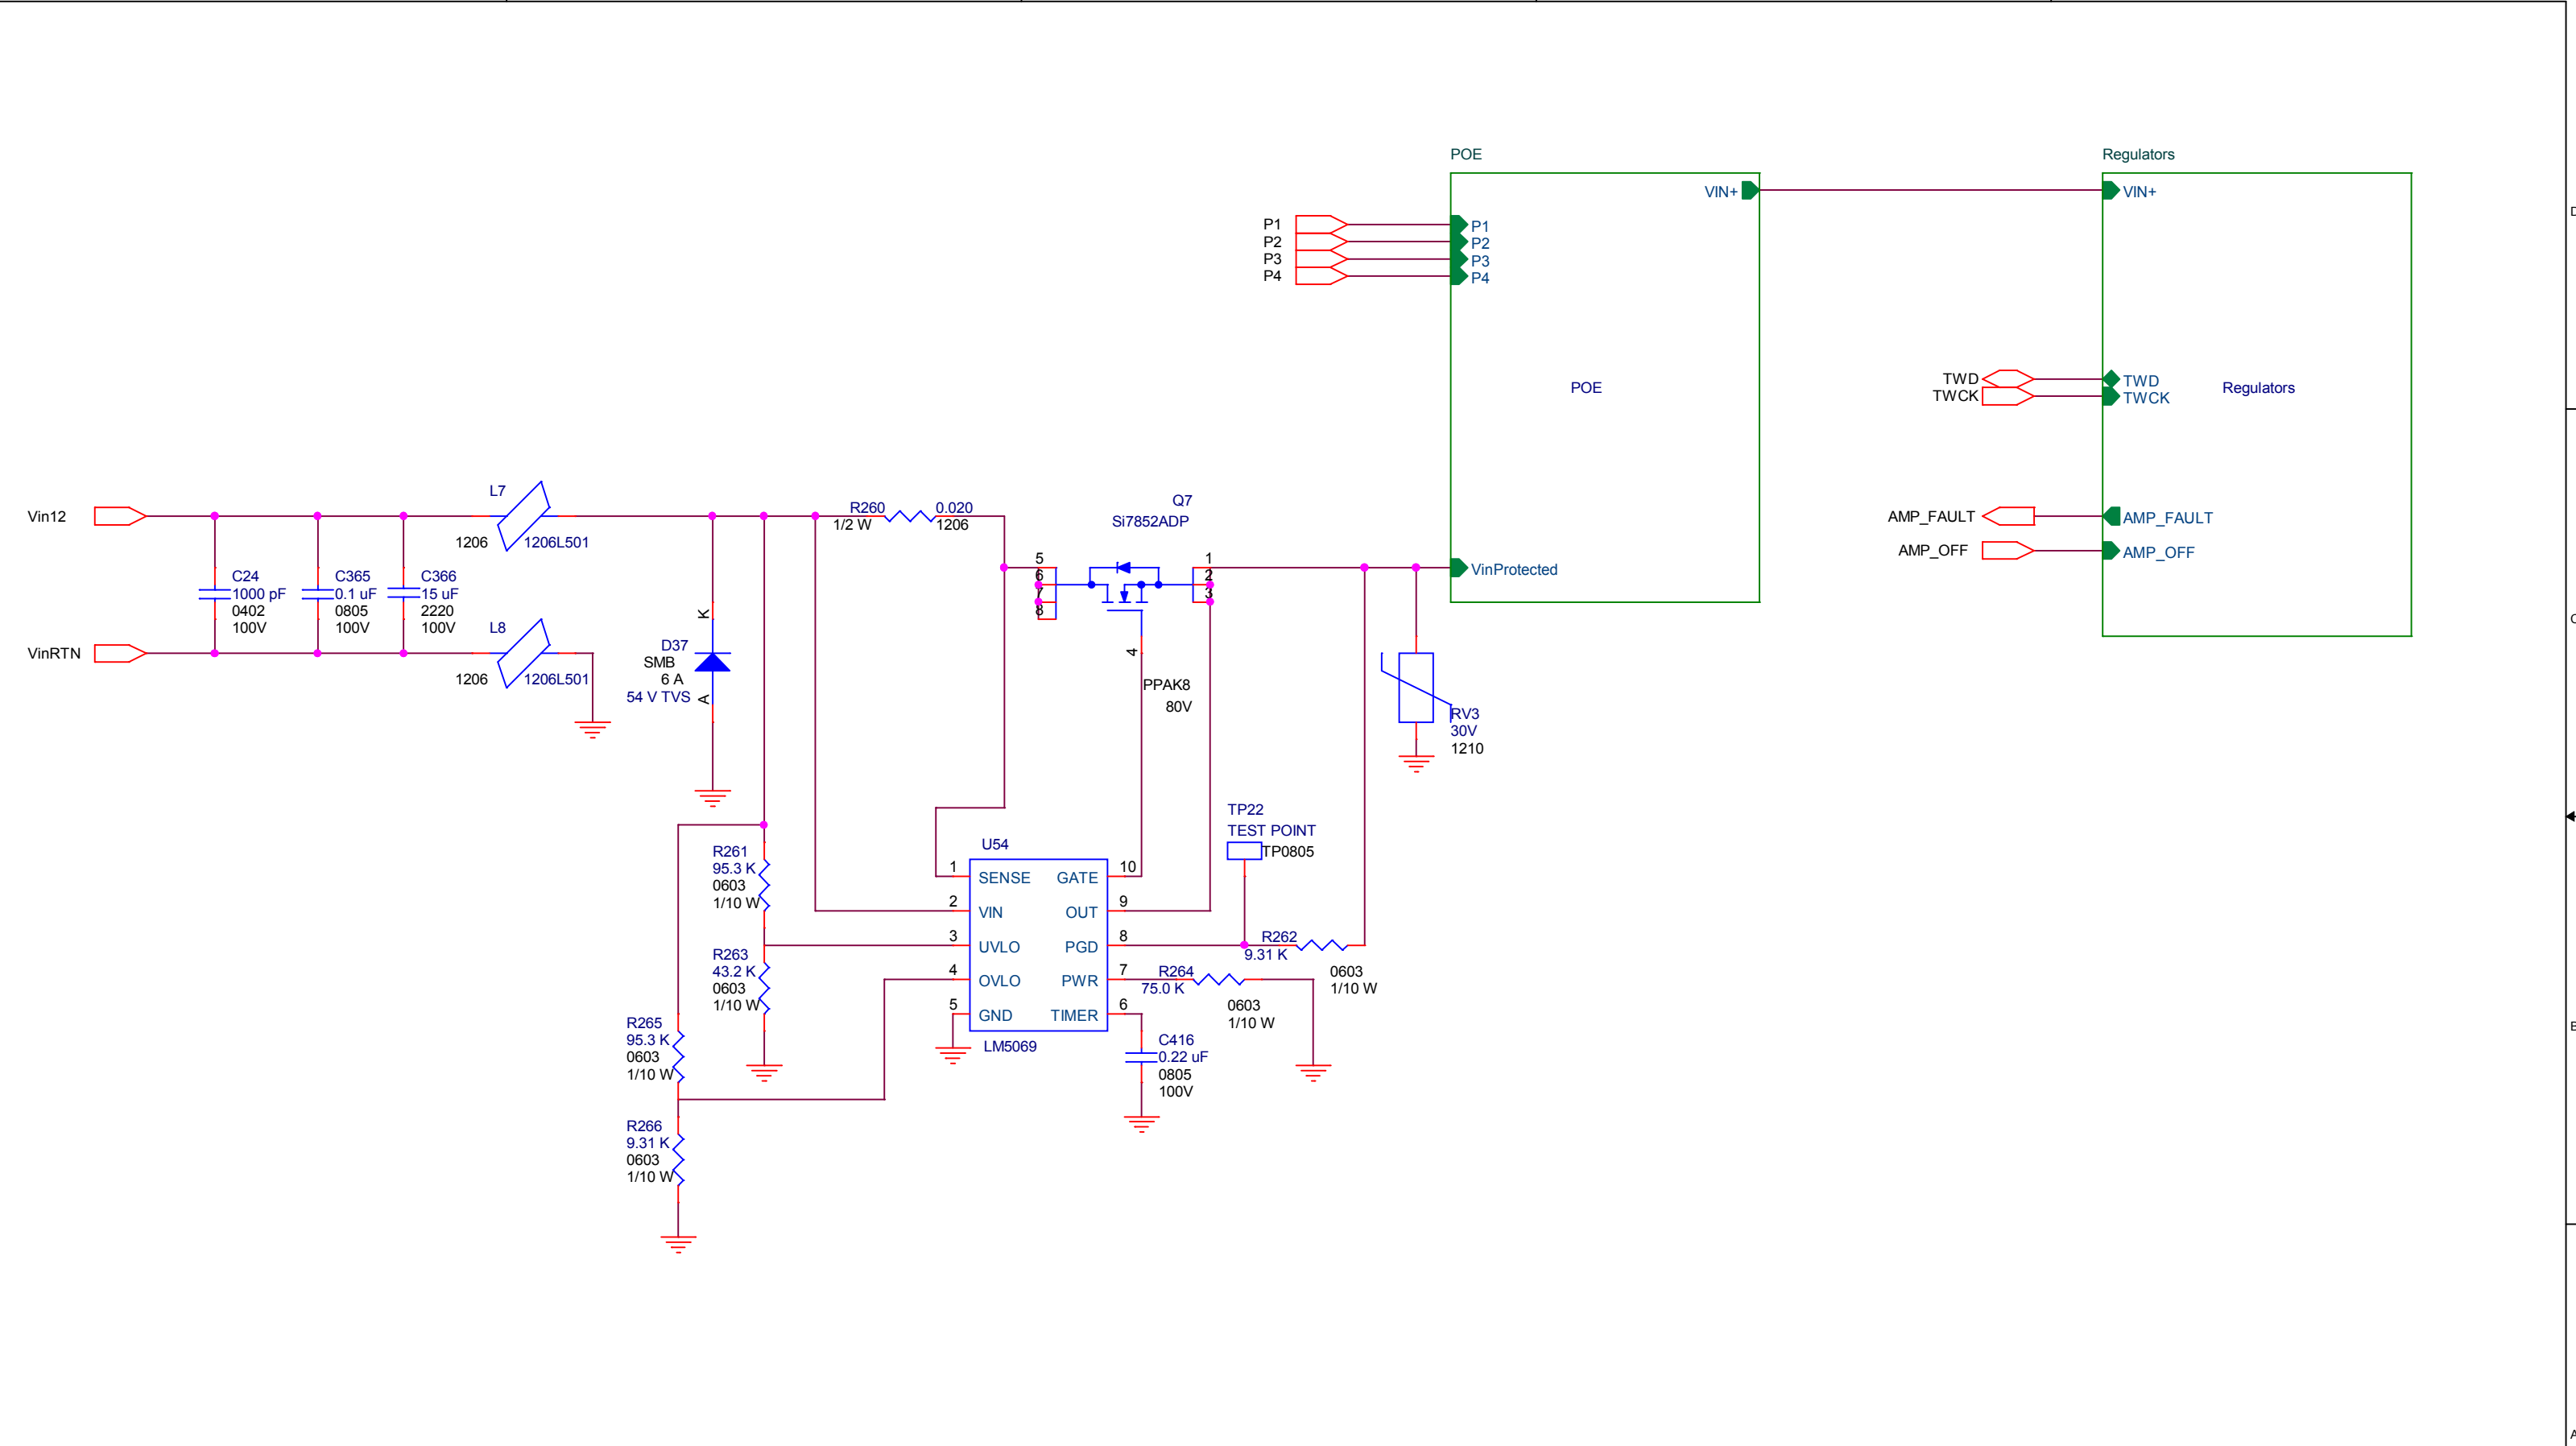 POE
Regulators
VIN+
VIN+
P1
P2
P3
P4
P1
P2
P3
P4
POE
TWD
TWCK
TWD
TWCK
Regulators
AMP_FAULT
AMP_OFF
AMP_FAULT
AMP_OFF
VinProtected
Vin12
VinRTN
L7
1206
1206L501
L8
1206
1206L501
C24
1000 pF
0402
100V
C365
0.1 uF
0805
100V
C366
15 uF
2220
100V
K
D37
SMB
6 A
54 V TVS
A
R260
1/2 W
0.020
1206
Q7
Si7852ADP
5
6
7
8
1
2
3
4
PPAK8
80V
RV3
30V
1210
TP22
TEST POINT
TP0805
R261
95.3 K
0603
1/10 W
R263
43.2 K
0603
1/10 W
R265
95.3 K
0603
1/10 W
R266
9.31 K
0603
1/10 W
U54
1
SENSE
GATE
10
2
VIN
OUT
9
3
UVLO
PGD
8
4
OVLO
PWR
7
5
GND
TIMER
6
LM5069
R262
9.31 K
0603
1/10 W
R264
75.0 K
0603
1/10 W
C416
0.22 uF
0805
100V